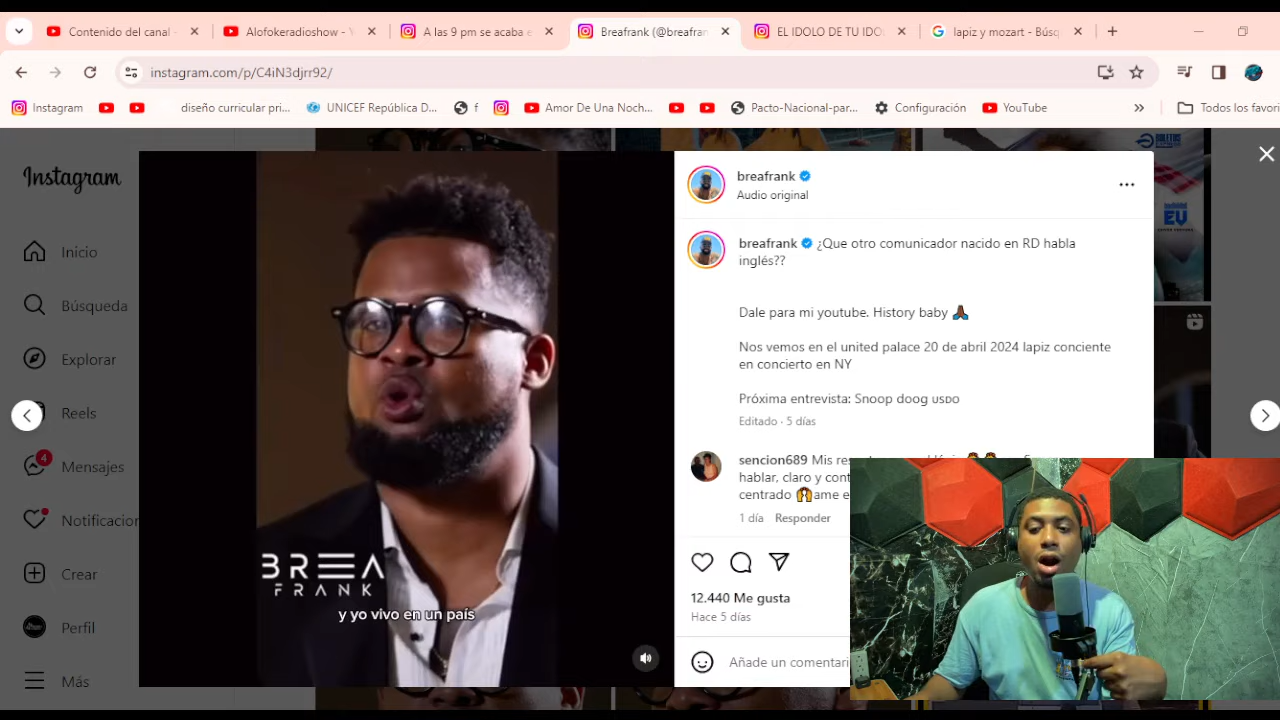 Contenido del canal -
Alofokeradioshow - Y
A las 9 pm se acaba e
Breafrank (@breafran
EL IDOLO DE TU IDO
lapiz y mozart - Búsq
instagram.com/p/C4iN3djrr92/
Instagram
diseño curricular pri...
UNICEF República D...
f
Amor De Una Noch...
Pacto-Nacional-par...
Configuración
YouTube
»
Todos los favori
Instagram
Inicio
Búsqueda
Explorar
Reels
4
Mensajes
Notificacion
Crear
Perfil
Más
BREA
FRANK
y yo vivo en un país
breafrank
Audio original
breafrank ¿Que otro comunicador nacido en RD habla
inglés??
Dale para mi youtube. History baby 🙏🏿
Nos vemos en el united palace 20 de abril 2024 lapiz conciente
en concierto en NY
Próxima entrevista: Snoop doog uspo
Editado · 5 días
sencion689 Mis
hablar, claro y
centrado
1 día Responder
12.440 Me gusta
Hace 5 días
Añade un comentari
EU